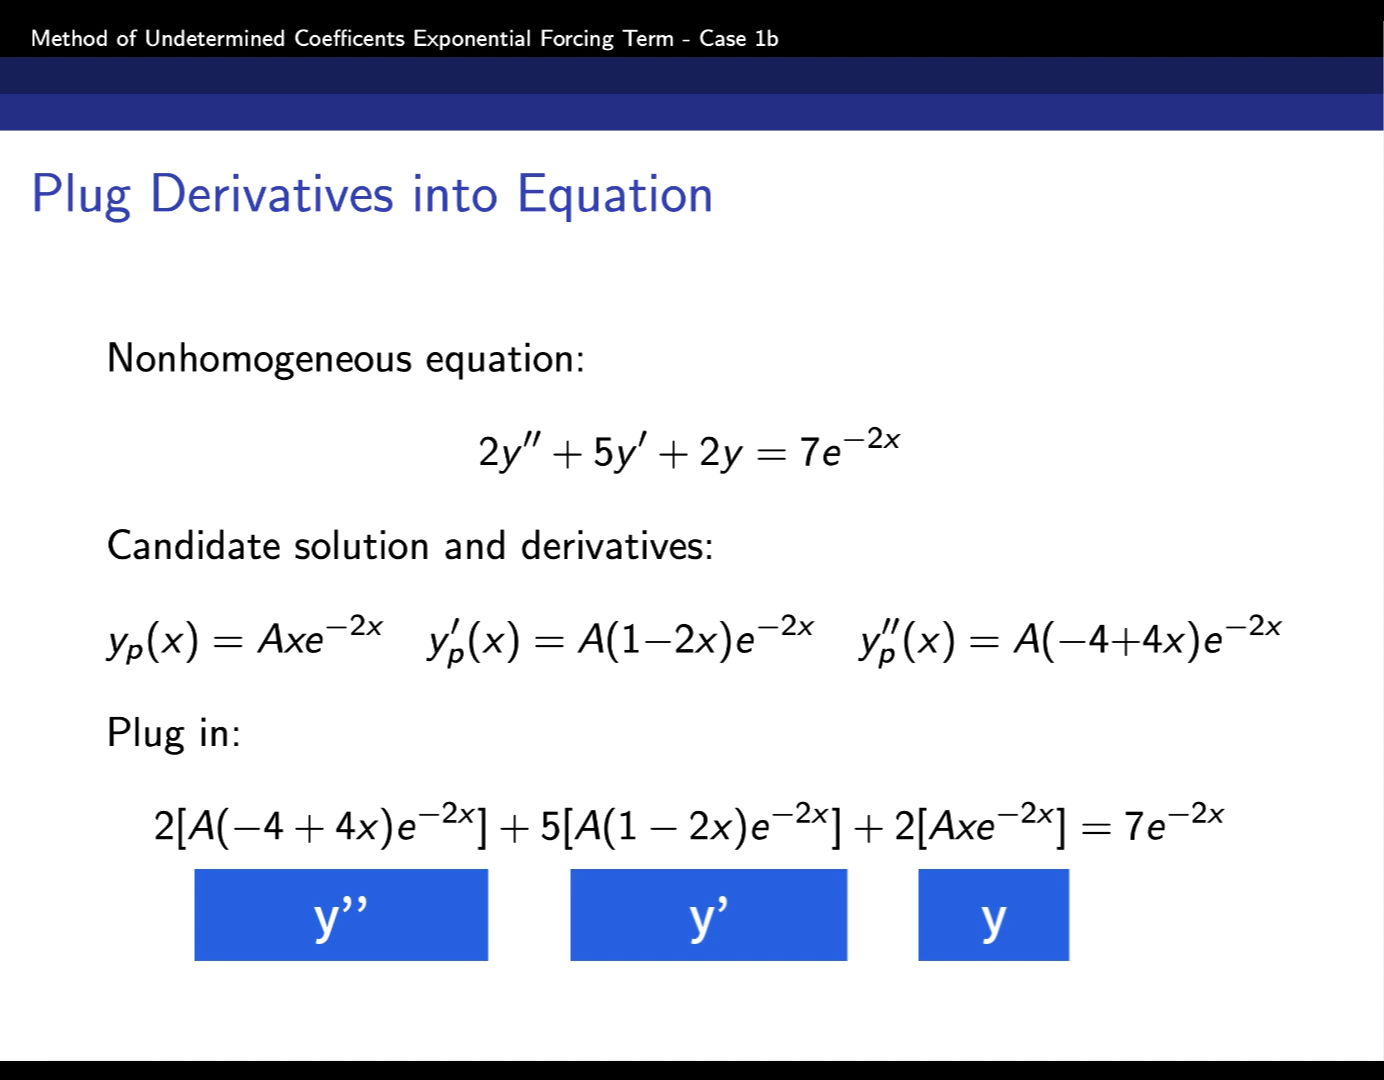 Method of Undetermined Coefficents Exponential Forcing Term - Case 1b
Plug Derivatives into Equation
Nonhomogeneous equation:
2y″ + 5y′ + 2y = 7e^{−2x}
Candidate solution and derivatives:
y_p(x) = Axe^{−2x}   y′_p(x) = A(1−2x)e^{−2x}   y″_p(x) = A(−4+4x)e^{−2x}
Plug in:
2[A(−4 + 4x)e^{−2x}] + 5[A(1 − 2x)e^{−2x}] + 2[Axe^{−2x}] = 7e^{−2x}
y’’ y’ y